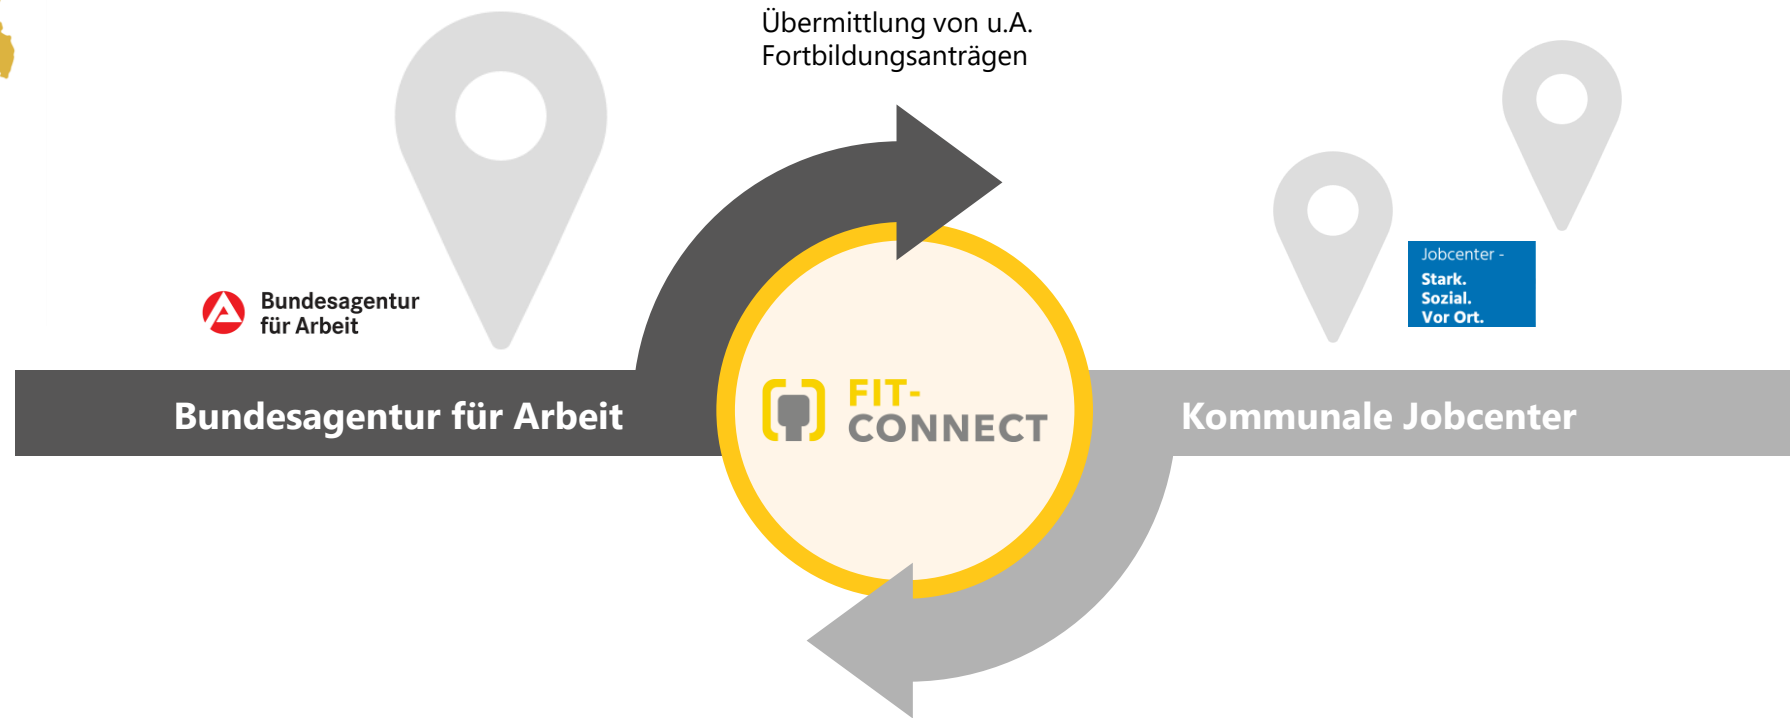 Übermittlung von u.A.
Fortbildungsanträgen
Bundesagentur
für Arbeit
Jobcenter -
Stark.
Sozial.
Vor Ort.
Bundesagentur für Arbeit
FIT-
CONNECT
Kommunale Jobcenter